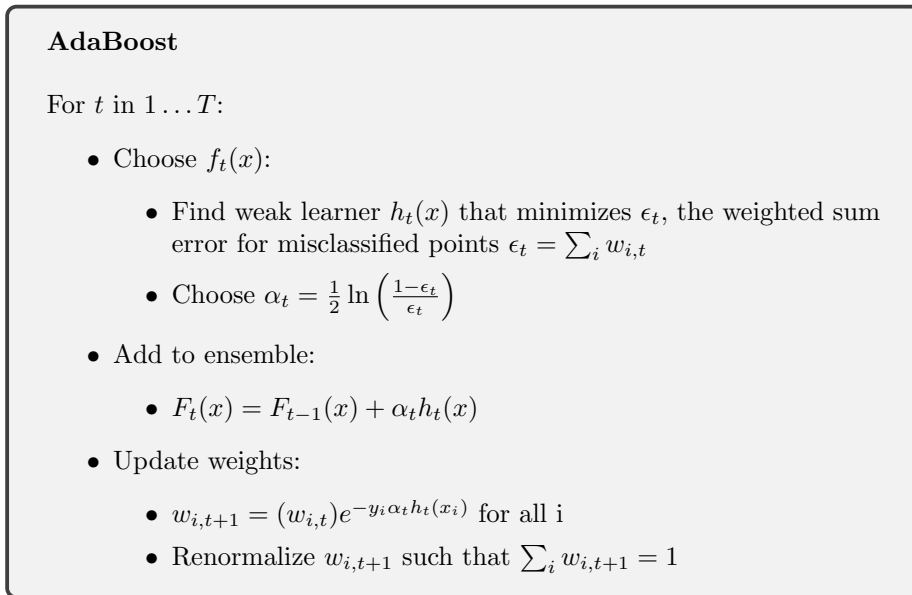 AdaBoost
For t in 1 . . . T:
• Choose f_t(x):
• Find weak learner h_t(x) that minimizes ϵ_t, the weighted sum
error for misclassified points ϵ_t = ∑_i w_{i,t}
• Choose α_t = 1/2 ln ((1−ϵ_t)/ϵ_t)
• Add to ensemble:
• F_t(x) = F_{t−1}(x) + α_t h_t(x)
• Update weights:
• w_{i,t+1} = (w_{i,t})e^{−y_i α_t h_t(x_i)} for all i
• Renormalize w_{i,t+1} such that ∑_i w_{i,t+1} = 1